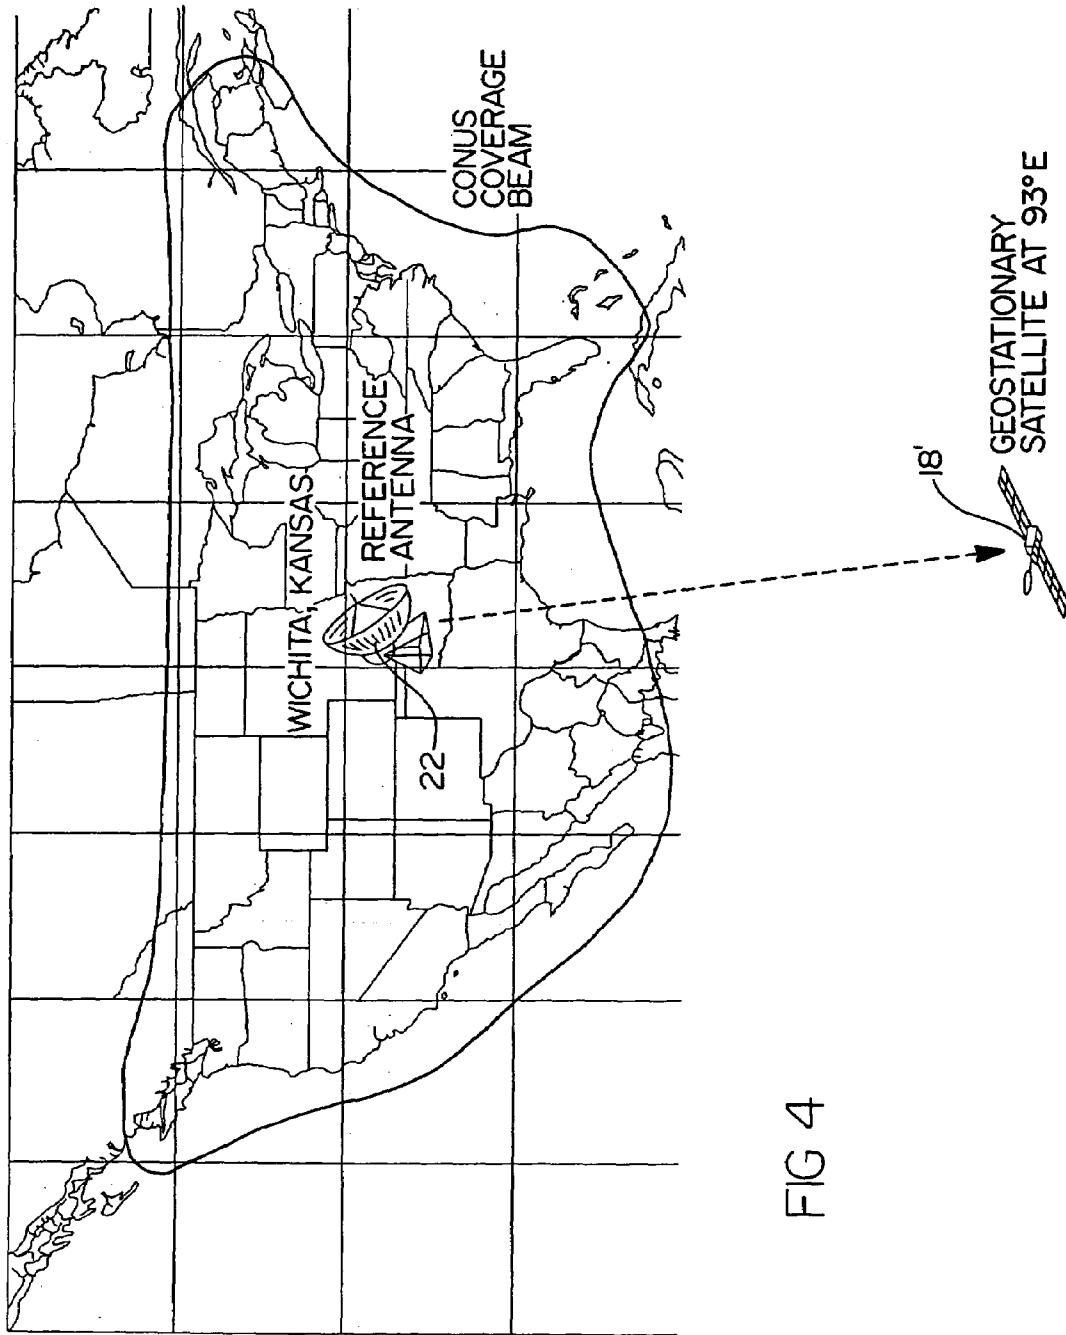 CONUS
COVERAGE
BEAM
WICHITA, KANSAS
REFERENCE
ANTENNA
22
18'
GEOSTATIONARY
SATELLITE AT 93°E
FIG 4